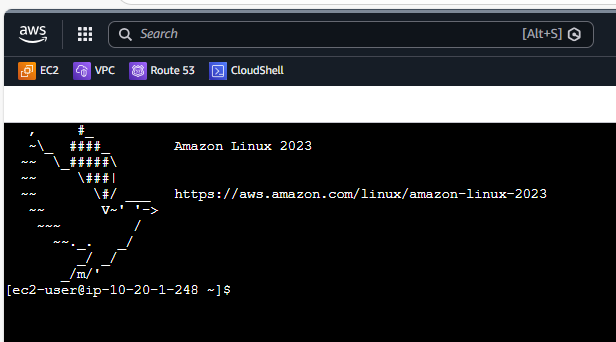 aws Search [Alt+S]
EC2 VPC Route 53 CloudShell
   ,     #_
   ~\_  ####_        Amazon Linux 2023
  ~~  \_#####\
  ~~     \###|
  ~~       \#/ ___   https://aws.amazon.com/linux/amazon-linux-2023
   ~~       V~' '->
    ~~~         /
      ~~._.   _/
         _/ _/
       _/m/'
[ec2-user@ip-10-20-1-248 ~]$